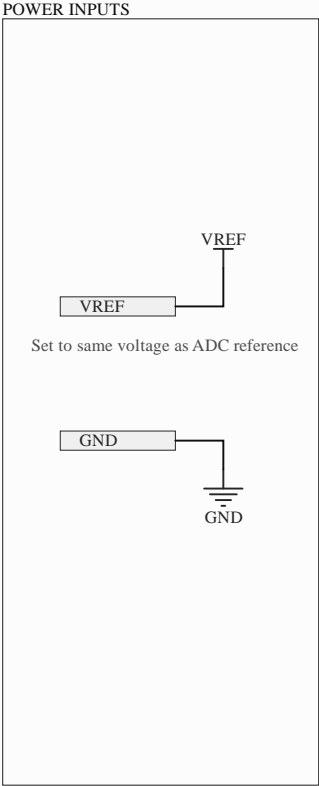 POWER INPUTS
VREF
VREF
Set to same voltage as ADC reference
GND
GND